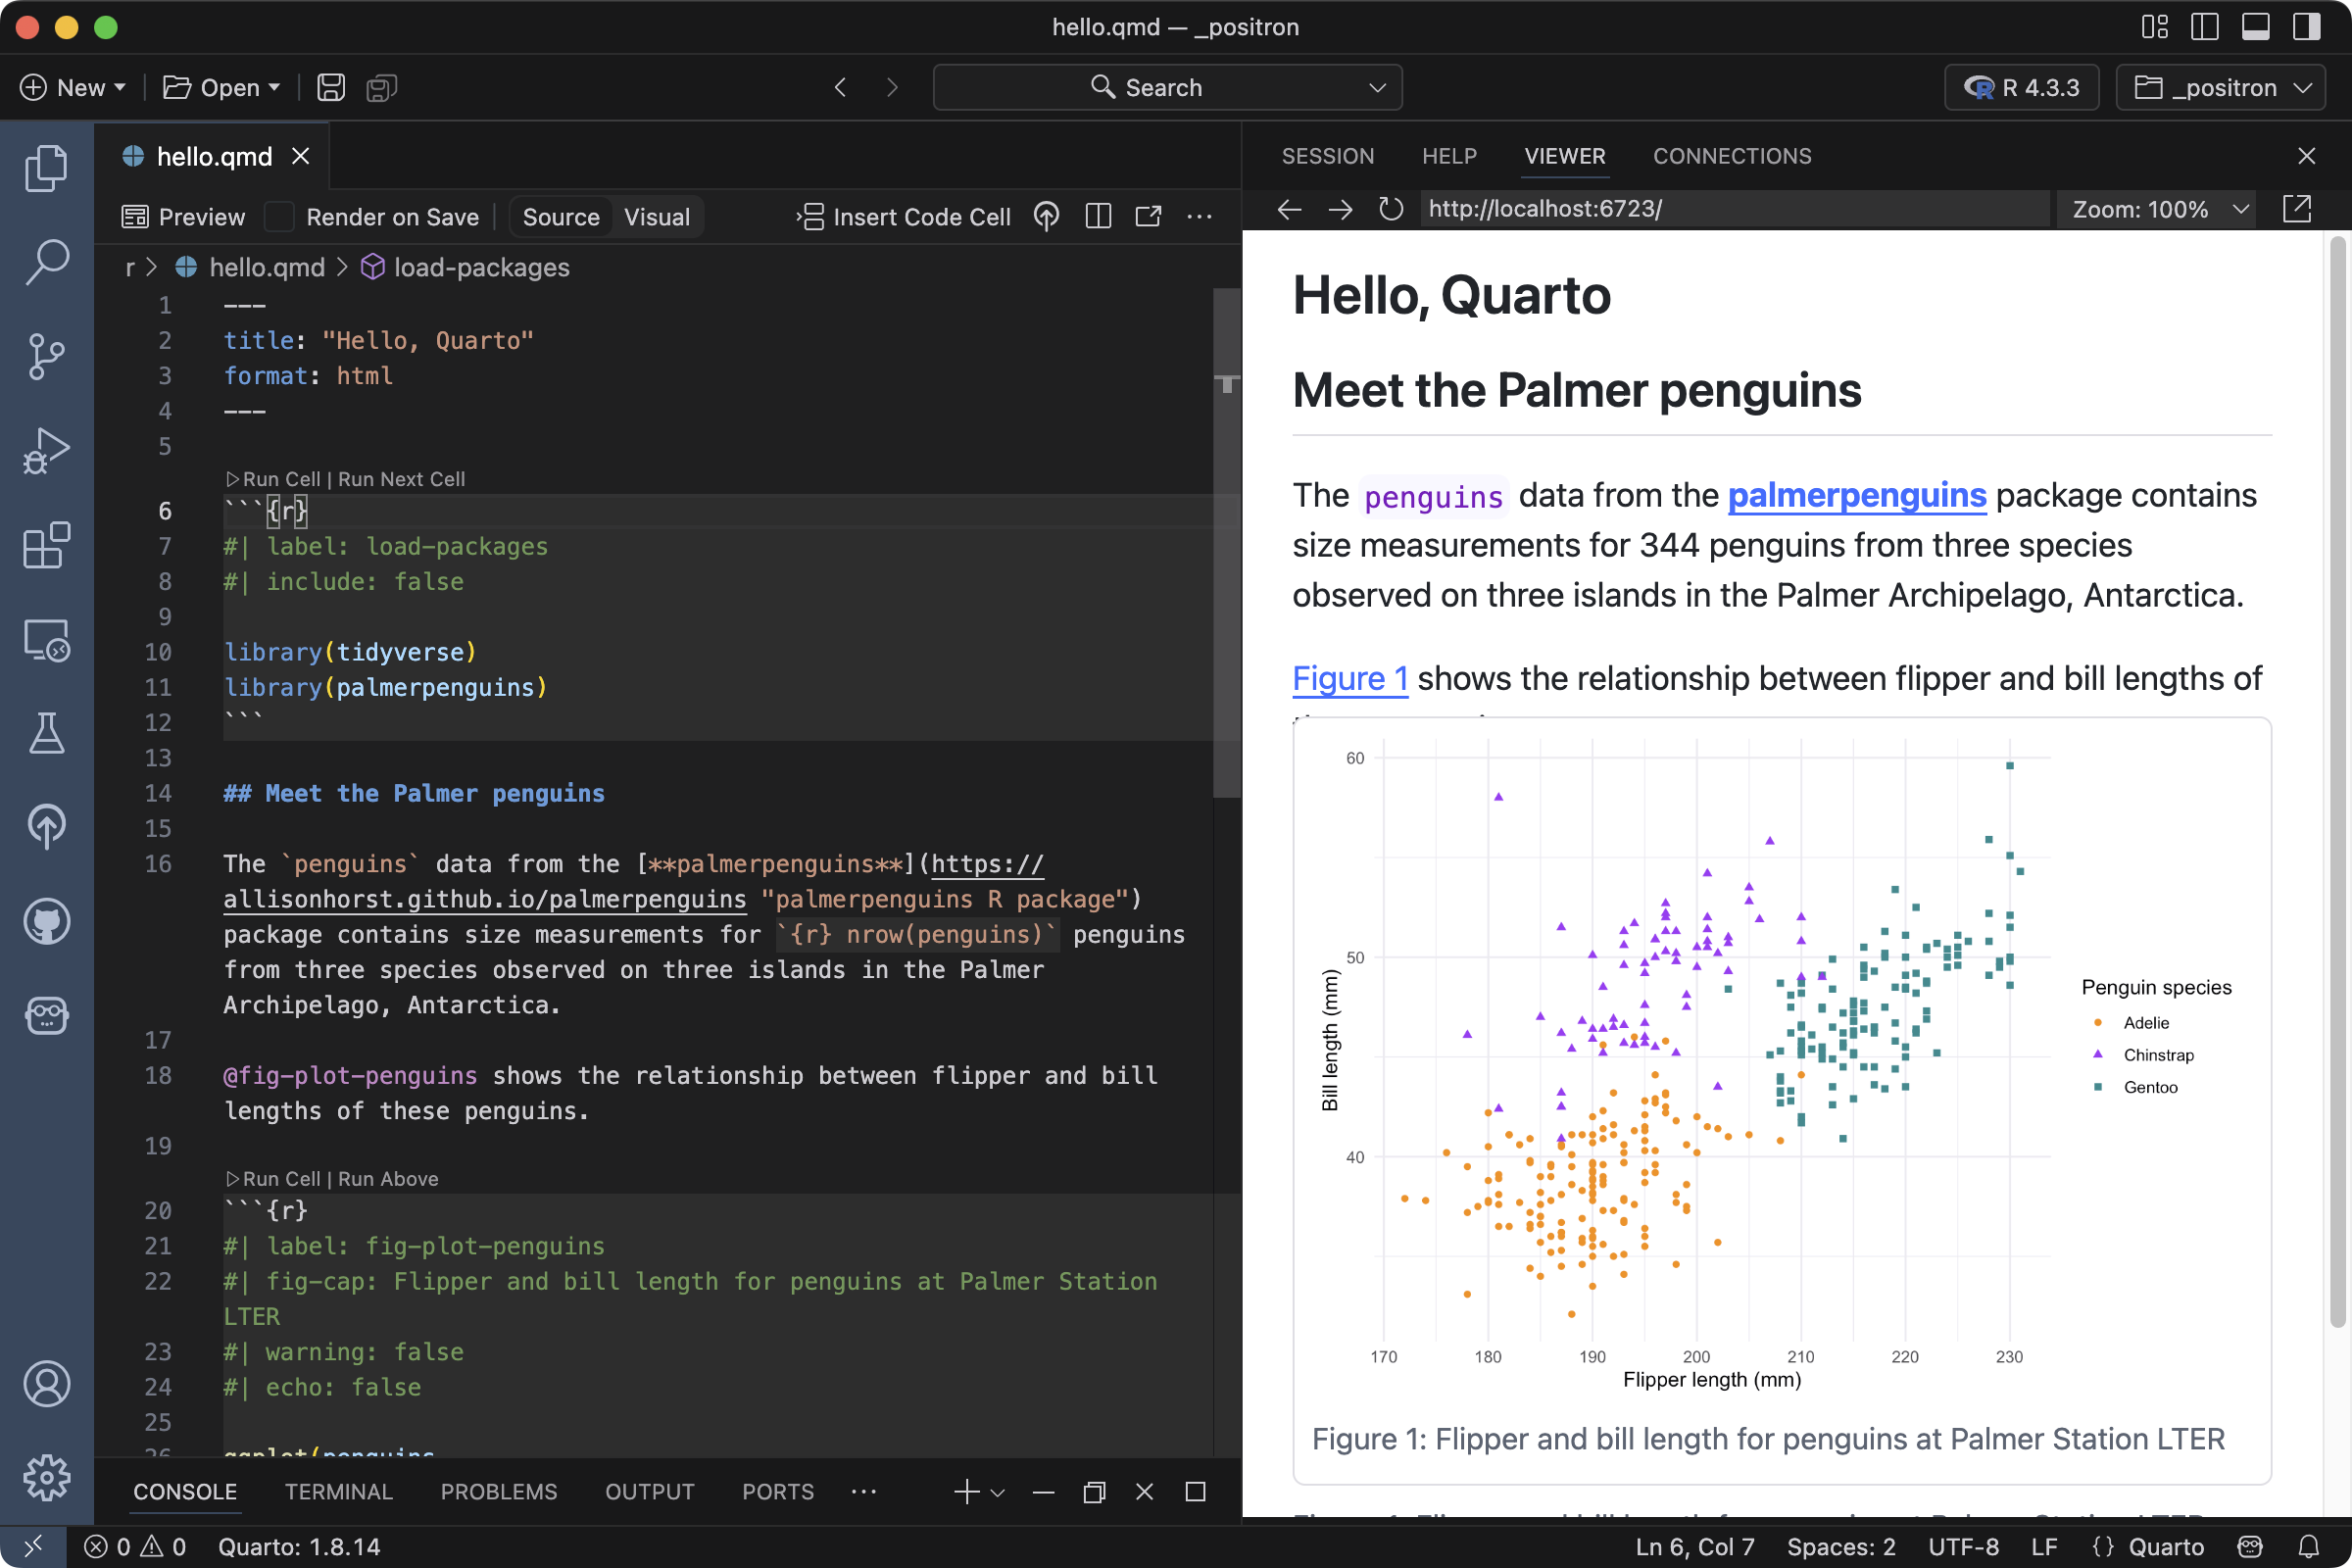 hello.qmd — _positron
New
Open
Search
R 4.3.3
_positron
hello.qmd
Preview
Render on Save
Source
Visual
Insert Code Cell
r > hello.qmd > load-packages
1 ---
2 title: "Hello, Quarto"
3 format: html
4 ---
5
Run Cell | Run Next Cell
6 ```{r}
7 #| label: load-packages
8 #| include: false
9
10 library(tidyverse)
11 library(palmerpenguins)
12 ```
13
14 ## Meet the Palmer penguins
15
16 The `penguins` data from the [**palmerpenguins**](https://
allisonhorst.github.io/palmerpenguins "palmerpenguins R package")
package contains size measurements for `{r} nrow(penguins)` penguins
from three species observed on three islands in the Palmer
Archipelago, Antarctica.
17
18 @fig-plot-penguins shows the relationship between flipper and bill
lengths of these penguins.
19
Run Cell | Run Above
20 ```{r}
21 #| label: fig-plot-penguins
22 #| fig-cap: Flipper and bill length for penguins at Palmer Station
LTER
23 #| warning: false
24 #| echo: false
25
26 ggplot(penguins,
CONSOLE
TERMINAL
PROBLEMS
OUTPUT
PORTS
SESSION
HELP
VIEWER
CONNECTIONS
http://localhost:6723/
Zoom: 100%
Hello, Quarto
Meet the Palmer penguins
The penguins data from the palmerpenguins package contains
size measurements for 344 penguins from three species
observed on three islands in the Palmer Archipelago, Antarctica.
Figure 1 shows the relationship between flipper and bill lengths of
60
50
40
Bill length (mm)
170 180 190 200 210 220 230
Flipper length (mm)
Penguin species
Adelie
Chinstrap
Gentoo
Figure 1: Flipper and bill length for penguins at Palmer Station LTER
0
0
Quarto: 1.8.14
Ln 6, Col 7
Spaces: 2
UTF-8
LF
{ } Quarto